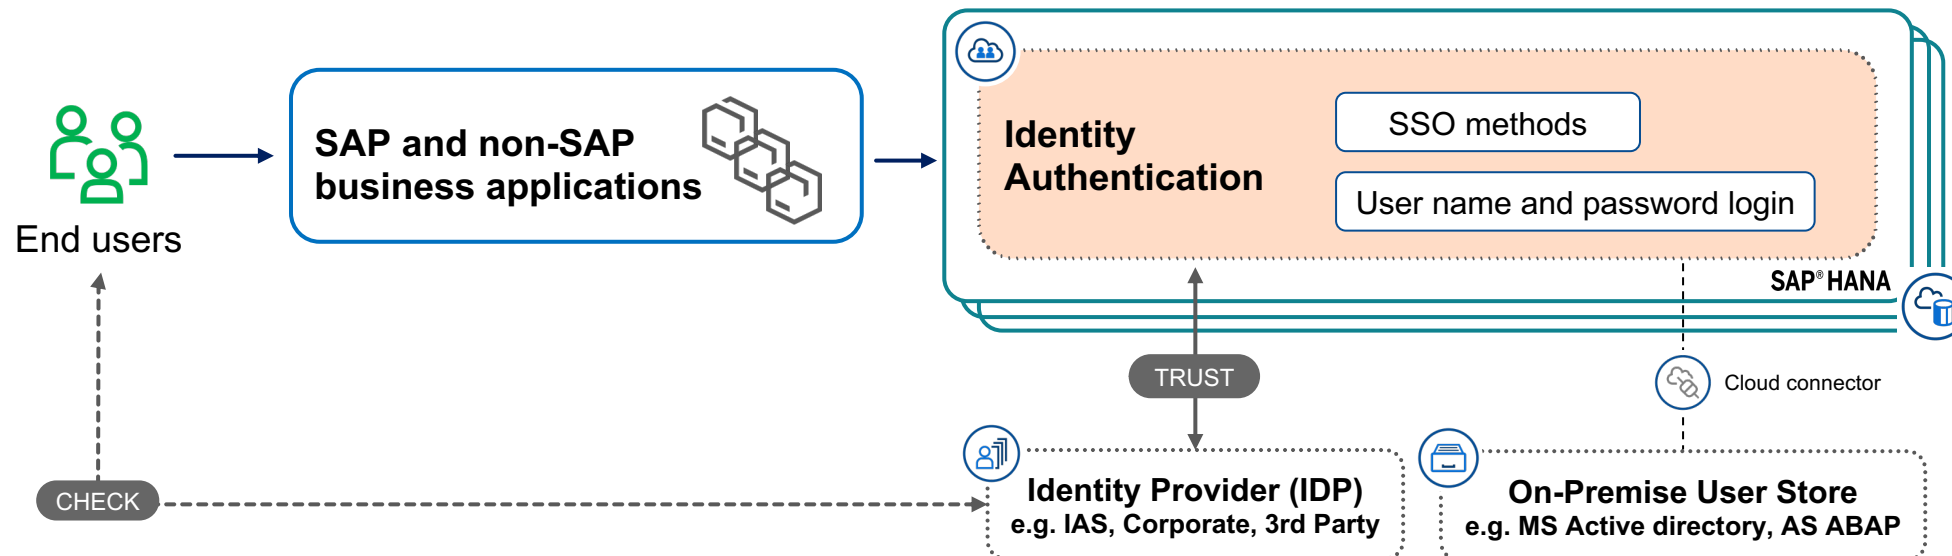 End users
SAP and non-SAP
business applications
Identity
Authentication
SSO methods
User name and password login
SAP® HANA
TRUST
Cloud connector
CHECK
Identity Provider (IDP)
e.g. IAS, Corporate, 3rd Party
On-Premise User Store
e.g. MS Active directory, AS ABAP